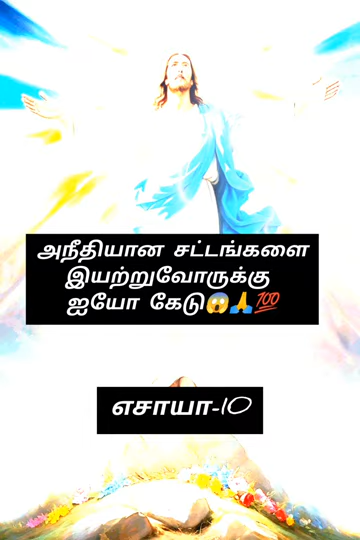 அநீதியான சட்டங்களை
இயற்றுவோருக்கு
ஐயோ கேடு😱🙏💯
எசாயா-10